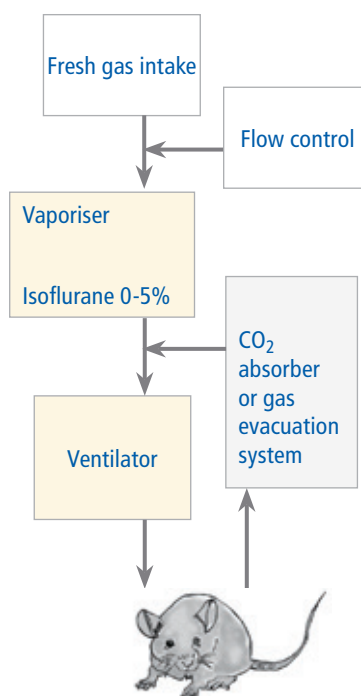 Fresh gas intake
Flow control
Vaporiser
Isoflurane 0-5%
CO₂
absorber
or gas
evacuation
system
Ventilator